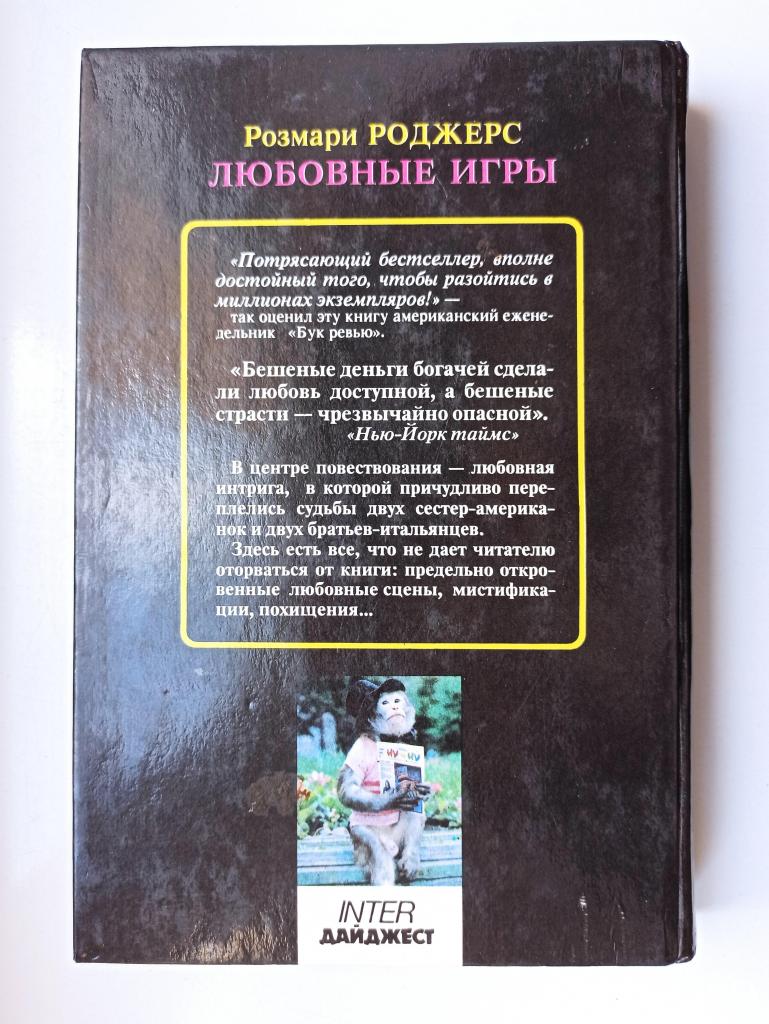 Розмари РОДЖЕРС
ЛЮБОВНЫЕ ИГРЫ
«Потрясающий бестселлер, вполне
достойный того, чтобы разойтись в
миллионах экземпляров!» —
так оценил эту книгу американский ежене-
дельник «Бук ревью».
«Бешеные деньги богачей сдела-
ли любовь доступной, а бешеные
страсти — чрезвычайно опасной».
«Нью-Йорк таймс»
В центре повествования — любовная
интрига, в которой причудливо пере-
плелись судьбы двух сестер-америка-
нок и двух братьев-итальянцев.
Здесь есть все, что не дает читателю
оторваться от книги: предельно откро-
венные любовные сцены, мистифика-
ции, похищения...
INTER
ДАЙДЖЕСТ